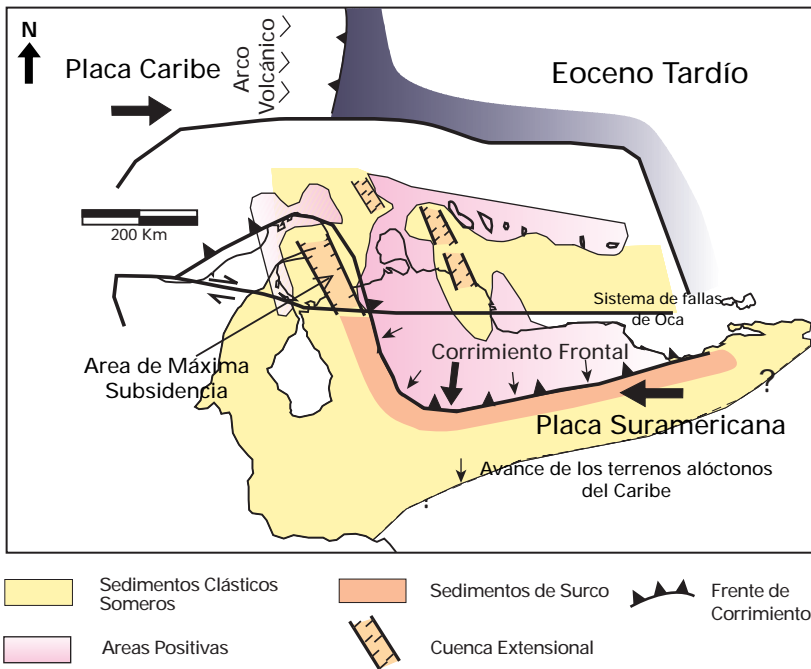 N
Placa Caribe
Arco
Volcánico
Eoceno Tardío
200 Km
Sistema de fallas
de Oca
Area de Máxima
Subsidencia
Corrimiento Frontal
?
Placa Suramericana
Avance de los terrenos alóctonos
del Caribe
Sedimentos Clásticos
Someros
Sedimentos de Surco
Frente de
Corrimiento
Areas Positivas
Cuenca Extensional